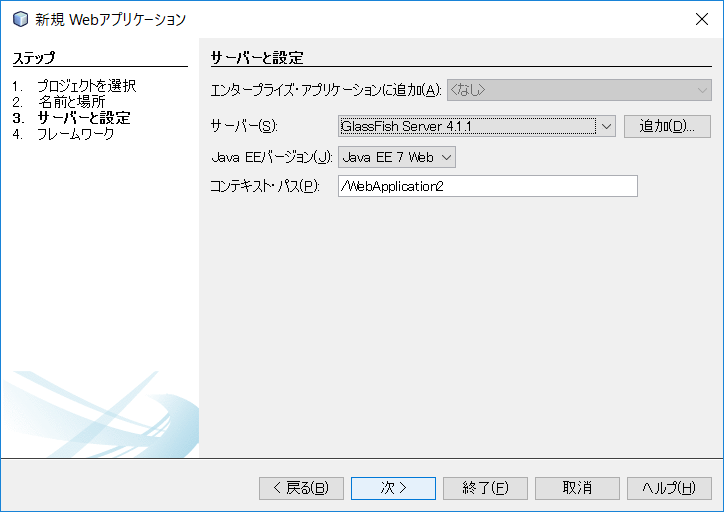 新規 Webアプリケーション
ステップ
1. プロジェクトを選択
2. 名前と場所
3. サーバーと設定
4. フレームワーク
サーバーと設定
エンタープライズ・アプリケーションに追加(A): <なし>
サーバー(S): GlassFish Server 4.1.1 追加(D)...
Java EEバージョン(J): Java EE 7 Web
コンテキスト・パス(P): /WebApplication2
< 戻る(B) 次 > 終了(F) 取消 ヘルプ(H)